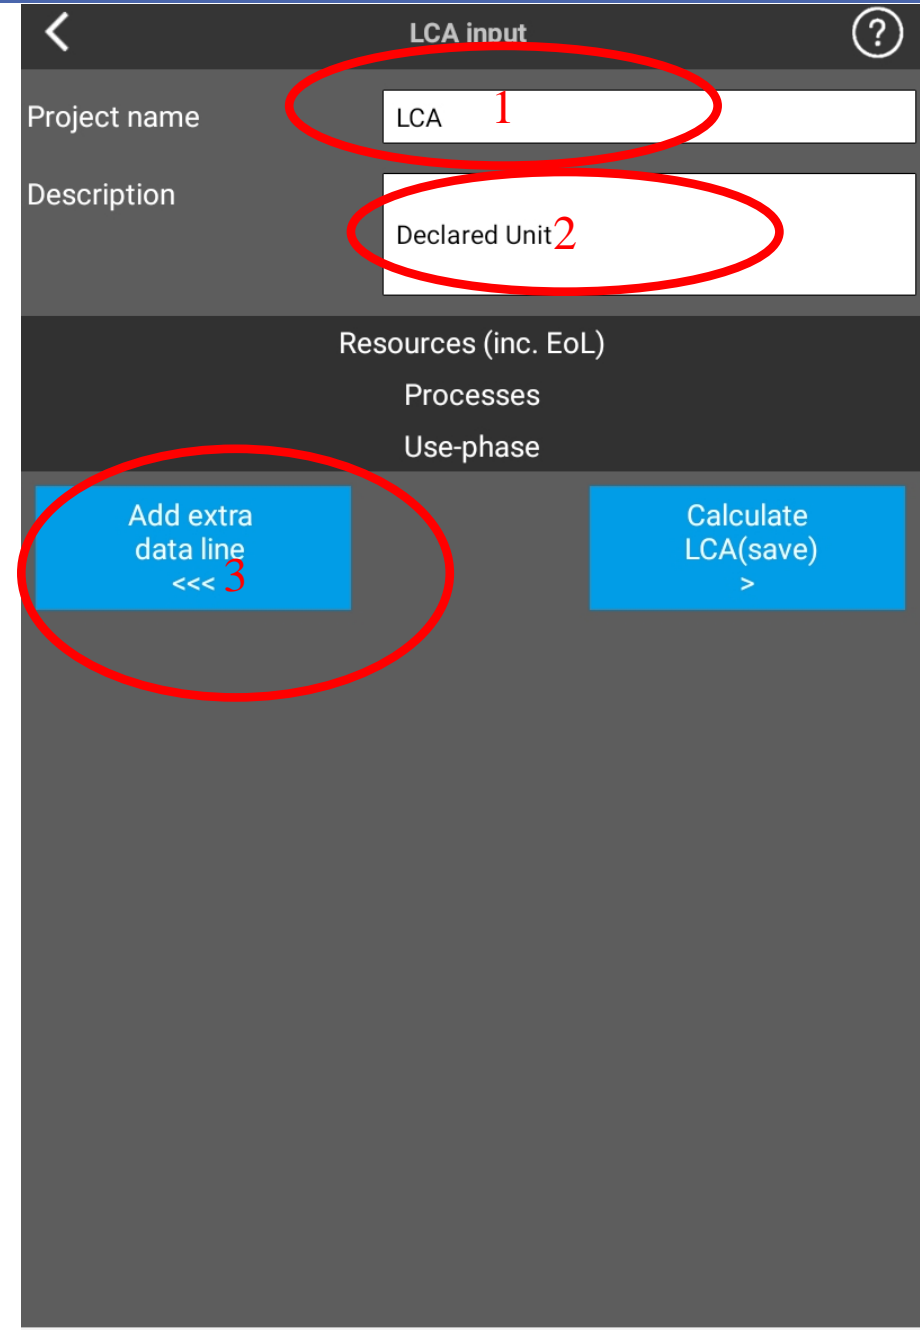 LCA input
?
Project name
LCA 1
Description
Declared Unit 2
Resources (inc. EoL)
Processes
Use-phase
Add extra
data line
<<< 3
Calculate
LCA(save)
>